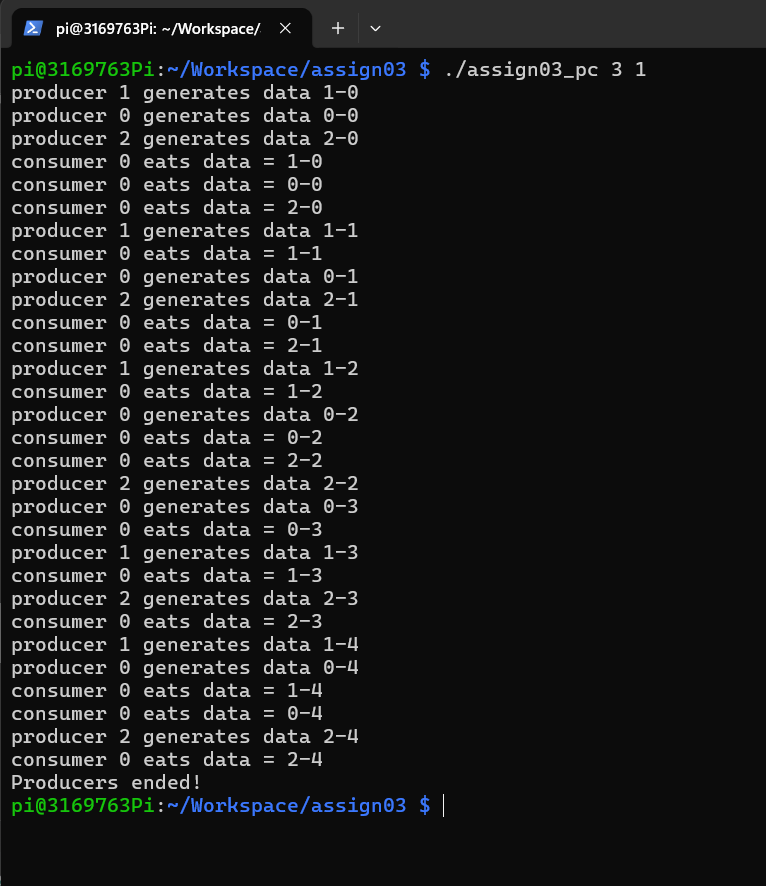 pi@3169763Pi: ~/Workspace/
pi@3169763Pi:~/Workspace/assign03 $ ./assign03_pc 3 1
producer 1 generates data 1-0
producer 0 generates data 0-0
producer 2 generates data 2-0
consumer 0 eats data = 1-0
consumer 0 eats data = 0-0
consumer 0 eats data = 2-0
producer 1 generates data 1-1
consumer 0 eats data = 1-1
producer 0 generates data 0-1
producer 2 generates data 2-1
consumer 0 eats data = 0-1
consumer 0 eats data = 2-1
producer 1 generates data 1-2
consumer 0 eats data = 1-2
producer 0 generates data 0-2
consumer 0 eats data = 0-2
consumer 0 eats data = 2-2
producer 2 generates data 2-2
producer 0 generates data 0-3
consumer 0 eats data = 0-3
producer 1 generates data 1-3
consumer 0 eats data = 1-3
producer 2 generates data 2-3
consumer 0 eats data = 2-3
producer 1 generates data 1-4
producer 0 generates data 0-4
consumer 0 eats data = 1-4
consumer 0 eats data = 0-4
producer 2 generates data 2-4
consumer 0 eats data = 2-4
Producers ended!
pi@3169763Pi:~/Workspace/assign03 $